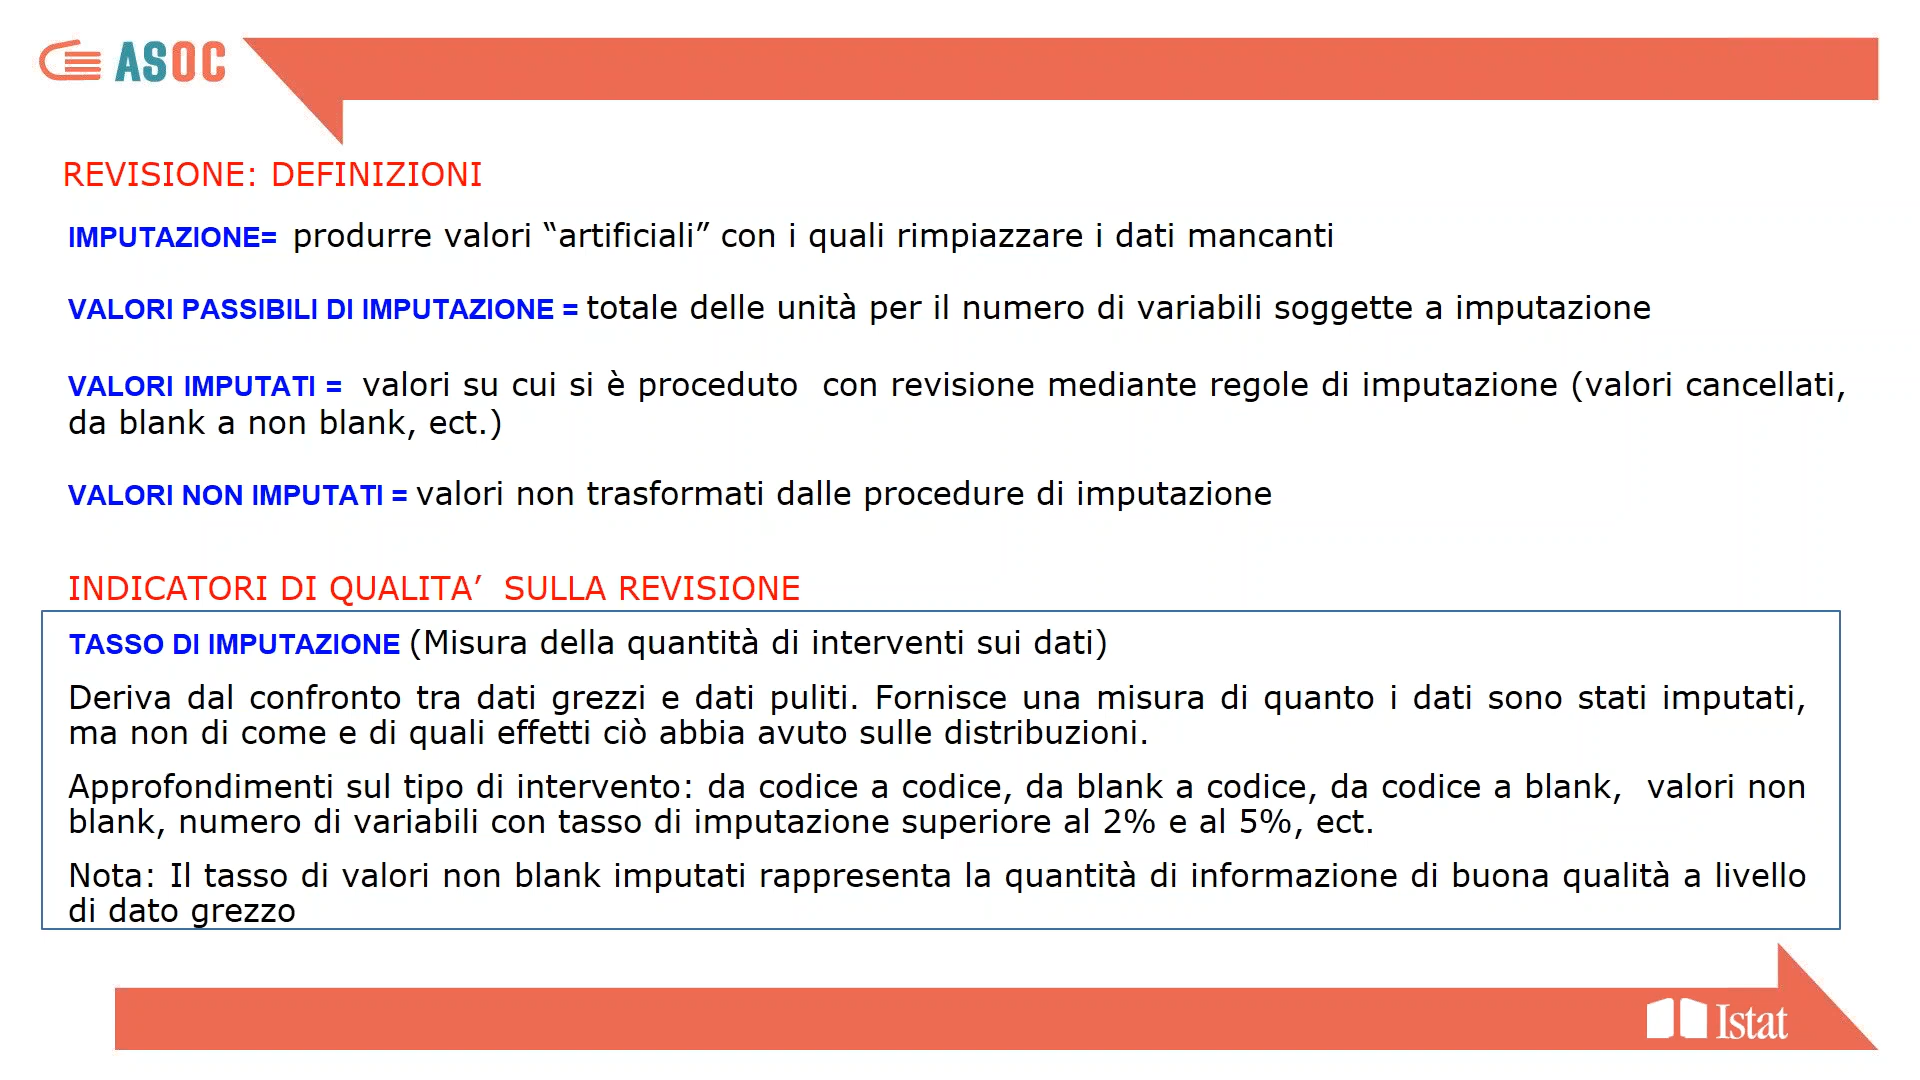 ASOC
REVISIONE: DEFINIZIONI
IMPUTAZIONE= produrre valori “artificiali” con i quali rimpiazzare i dati mancanti
VALORI PASSIBILI DI IMPUTAZIONE = totale delle unità per il numero di variabili soggette a imputazione
VALORI IMPUTATI = valori su cui si è proceduto con revisione mediante regole di imputazione (valori cancellati,
da blank a non blank, ect.)
VALORI NON IMPUTATI = valori non trasformati dalle procedure di imputazione
INDICATORI DI QUALITA’ SULLA REVISIONE
TASSO DI IMPUTAZIONE (Misura della quantità di interventi sui dati)
Deriva dal confronto tra dati grezzi e dati puliti. Fornisce una misura di quanto i dati sono stati imputati,
ma non di come e di quali effetti ciò abbia avuto sulle distribuzioni.
Approfondimenti sul tipo di intervento: da codice a codice, da blank a codice, da codice a blank, valori non
blank, numero di variabili con tasso di imputazione superiore al 2% e al 5%, ect.
Nota: Il tasso di valori non blank imputati rappresenta la quantità di informazione di buona qualità a livello
di dato grezzo
Istat